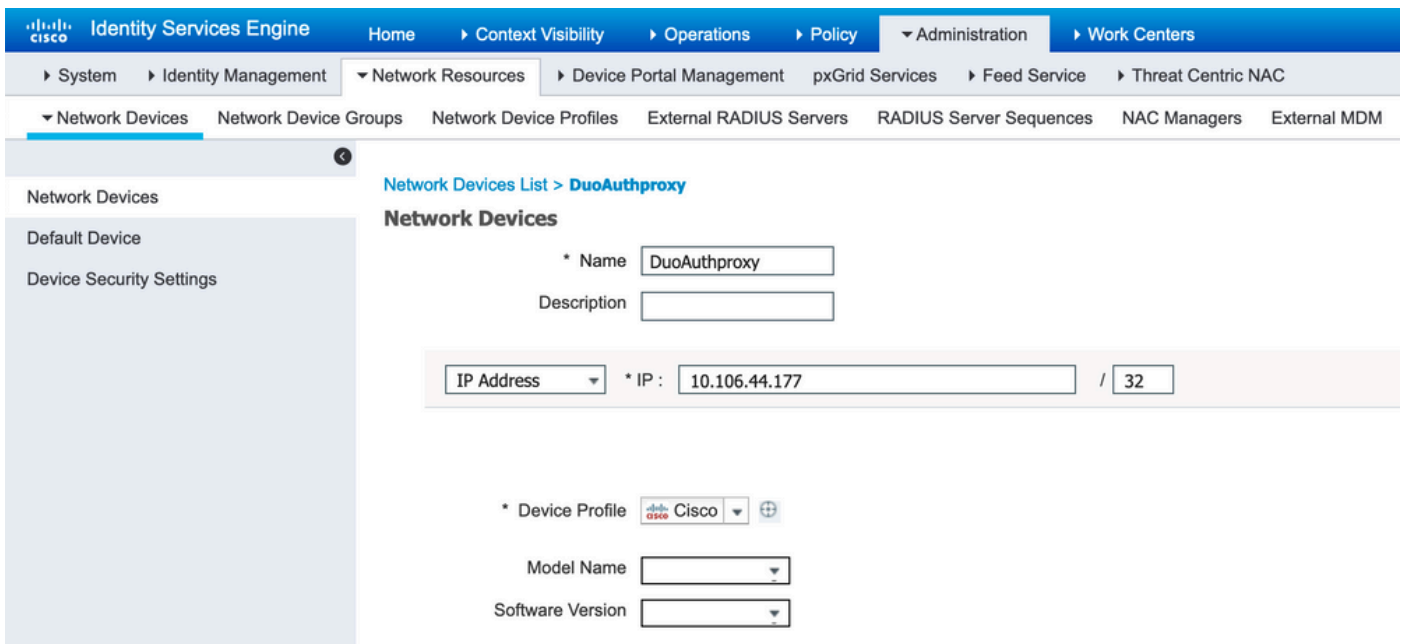 cisco Identity Services Engine Home Context Visibility Operations Policy Administration Work Centers
System Identity Management Network Resources Device Portal Management pxGrid Services Feed Service Threat Centric NAC
Network Devices Network Device Groups Network Device Profiles External RADIUS Servers RADIUS Server Sequences NAC Managers External MDM
Network Devices
Default Device
Device Security Settings
Network Devices List > DuoAuthproxy
Network Devices
* Name DuoAuthproxy
Description
IP Address * IP : 10.106.44.177 / 32
* Device Profile cisco Cisco
Model Name
Software Version